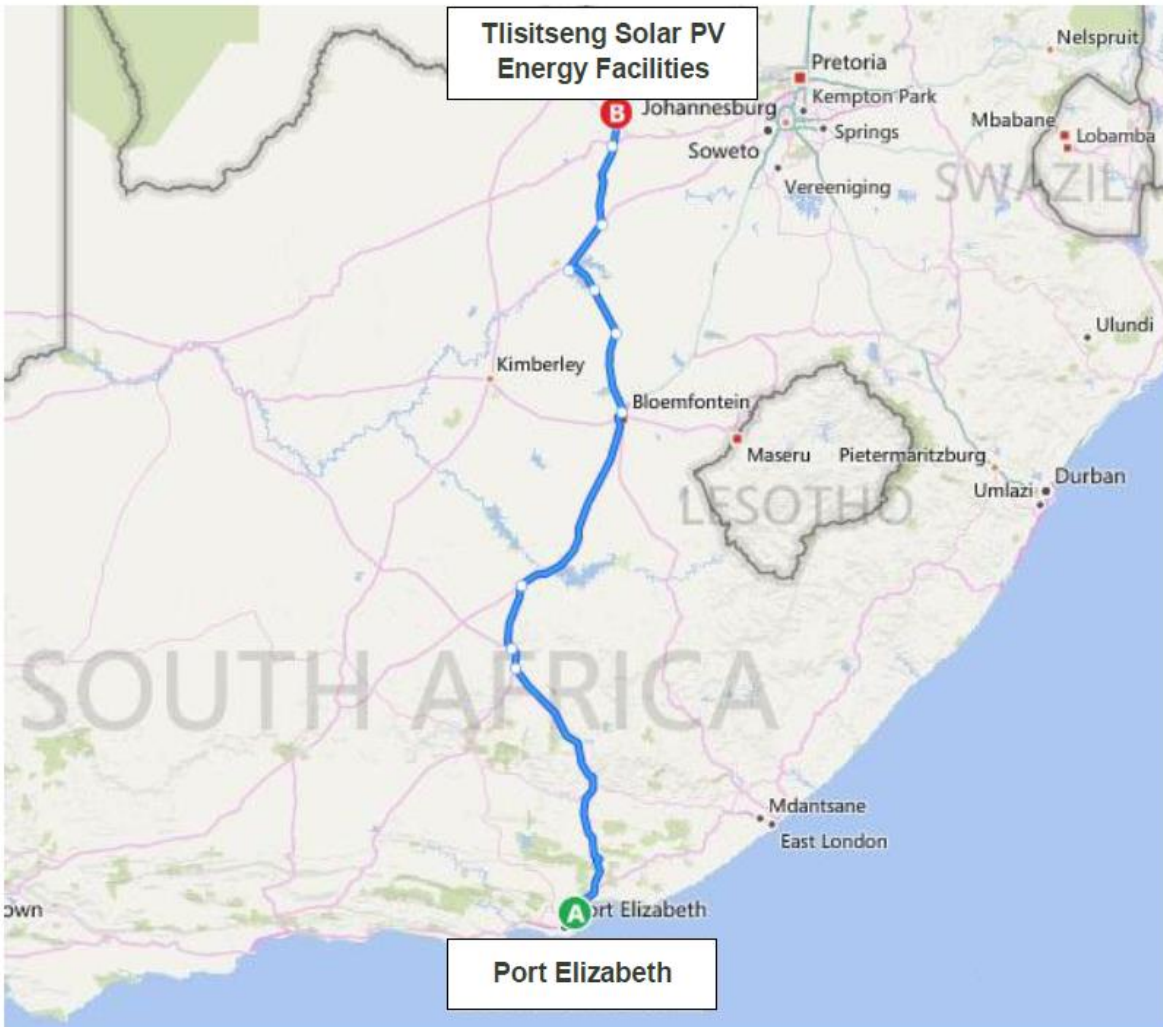 Tlisitseng Solar PV
Energy Facilities
Nelspruit
Pretoria
B
Johannesburg
Kempton Park
Mbabane
Lobamba
Springs
Soweto
Vereeniging
SWAZILA
Ulundi
Kimberley
Bloemfontein
Maseru
Pietermaritzburg
Durban
Umlazi
LESOTHO
SOUTH AFRICA
Mdantsane
East London
own
A
ort Elizabeth
Port Elizabeth